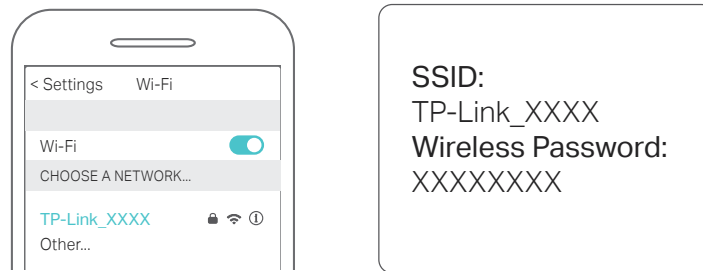 < Settings Wi-Fi
Wi-Fi
CHOOSE A NETWORK...
TP-Link_XXXX
Other...
SSID:
TP-Link_XXXX
Wireless Password:
XXXXXXXX